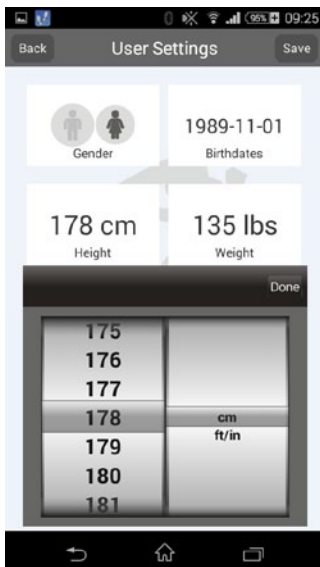 95% 09:25
Back User Settings Save
1989-11-01
Gender Birthdates
178 cm 135 lbs
Height Weight
Done
175
176
177
178 cm
179 ft/in
180
181